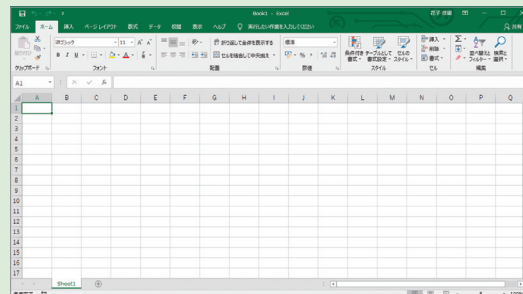 Book1 - Excel
ファイル ホーム 挿入 ページ レイアウト 数式 データ 校閲 表示 ヘルプ 実行したい作業を入力してください 共有
游ゴシック 11 折り返して全体を表示する 標準 挿入
B I U セルを結合して中央揃え % 条件付き書式 テーブルとして書式設定 セルのスタイル 削除 書式 並べ替えと フィルター 検索と 選択
クリップボード フォント 配置 数値 スタイル セル 編集
A1 fx
A B C D E F G H I J K L M N O P Q
1
2
3
4
5
6
7
8
9
10
11
12
13
14
15
16
17
Sheet1
100%